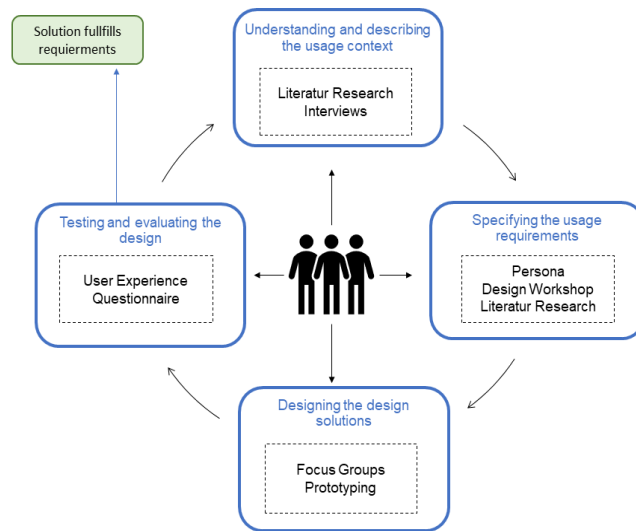 Solution fullfills
requierments
Understanding and describing
the usage context
Literatur Research
Interviews
Testing and evaluating the
design
User Experience
Questionnaire
Specifying the usage
requirements
Persona
Design Workshop
Literatur Research
Designing the design
solutions
Focus Groups
Prototyping